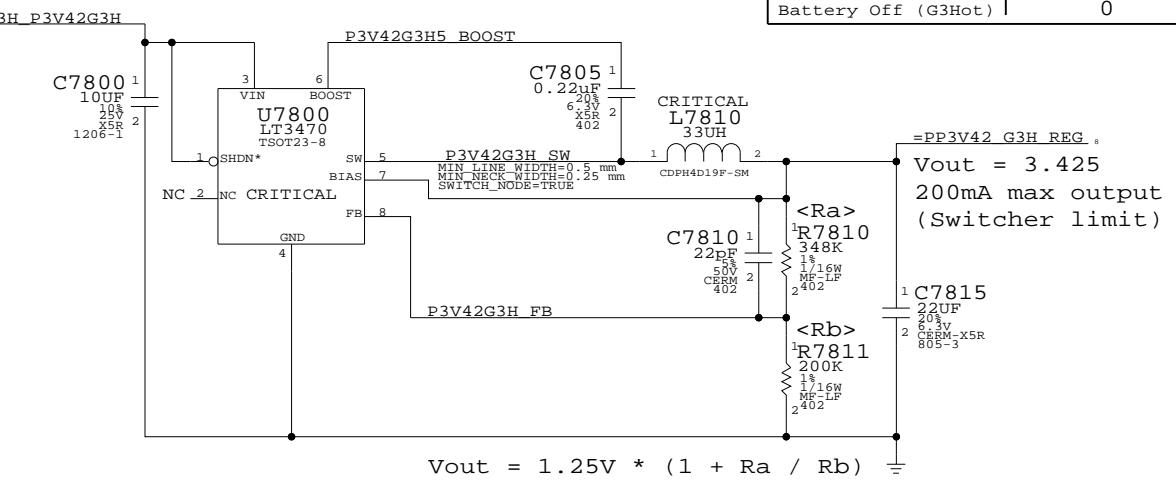 3H_P3V42G3H
Battery Off (G3Hot) 0
P3V42G3H5_BOOST
C7800 1
10UF
10%
25V
X5R 2
1206-1
3
VIN
6
BOOST
U7800
LT3470
TSOT23-8
1 SHDN*
NC 2 NC CRITICAL
SW 5
BIAS 7
FB 8
GND
4
C7805 1
0.22uF
20%
6.3V 2
X5R
402
P3V42G3H_SW
MIN_LINE_WIDTH=0.5 mm
MIN_NECK_WIDTH=0.25 mm
SWITCH_NODE=TRUE
CRITICAL
L7810
33UH
1 2
CDPH4D19F-SM
=PP3V42_G3H_REG 8
Vout = 3.425
200mA max output
(Switcher limit)
C7810 1
22pF
5%
50V 2
CERM
402
<Ra>
1
R7810
348K
1%
1/16W
MF-LF
2 402
P3V42G3H_FB
<Rb>
1
R7811
200K
1%
1/16W
MF-LF
2 402
1 C7815
22UF
20%
2 6.3V
CERM-X5R
805-3
Vout = 1.25V * (1 + Ra / Rb)